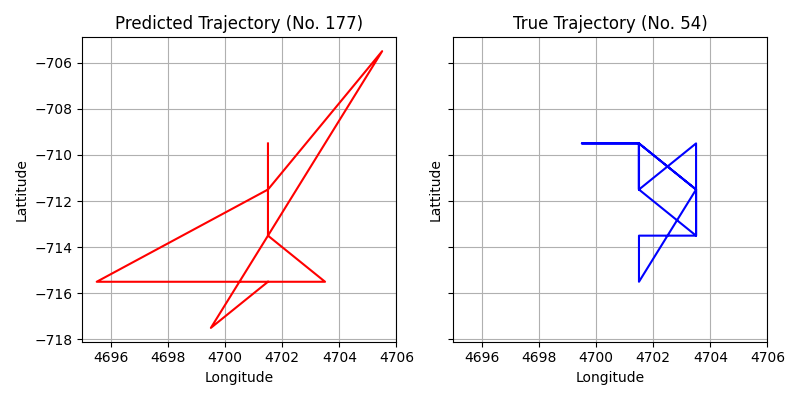 Predicted Trajectory (No. 177)
True Trajectory (No. 54)
Lattitude
−706
−708
−710
−712
−714
−716
−718
4696 4698 4700 4702 4704 4706
Longitude
Lattitude
4696 4698 4700 4702 4704 4706
Longitude